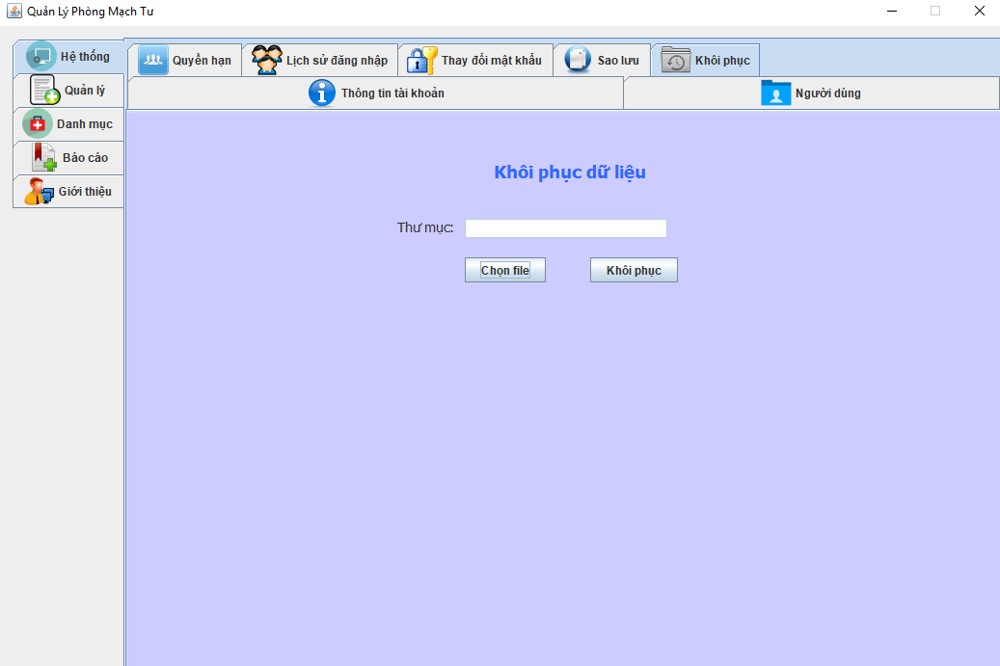 Quản Lý Phòng Mạch Tư
Hệ thống
Quản lý
Danh mục
Báo cáo
Giới thiệu
Quyền hạn
Lịch sử đăng nhập
Thay đổi mật khẩu
Sao lưu
Khôi phục
Thông tin tài khoản
Người dùng
Khôi phục dữ liệu
Thư mục:
Chọn file
Khôi phục